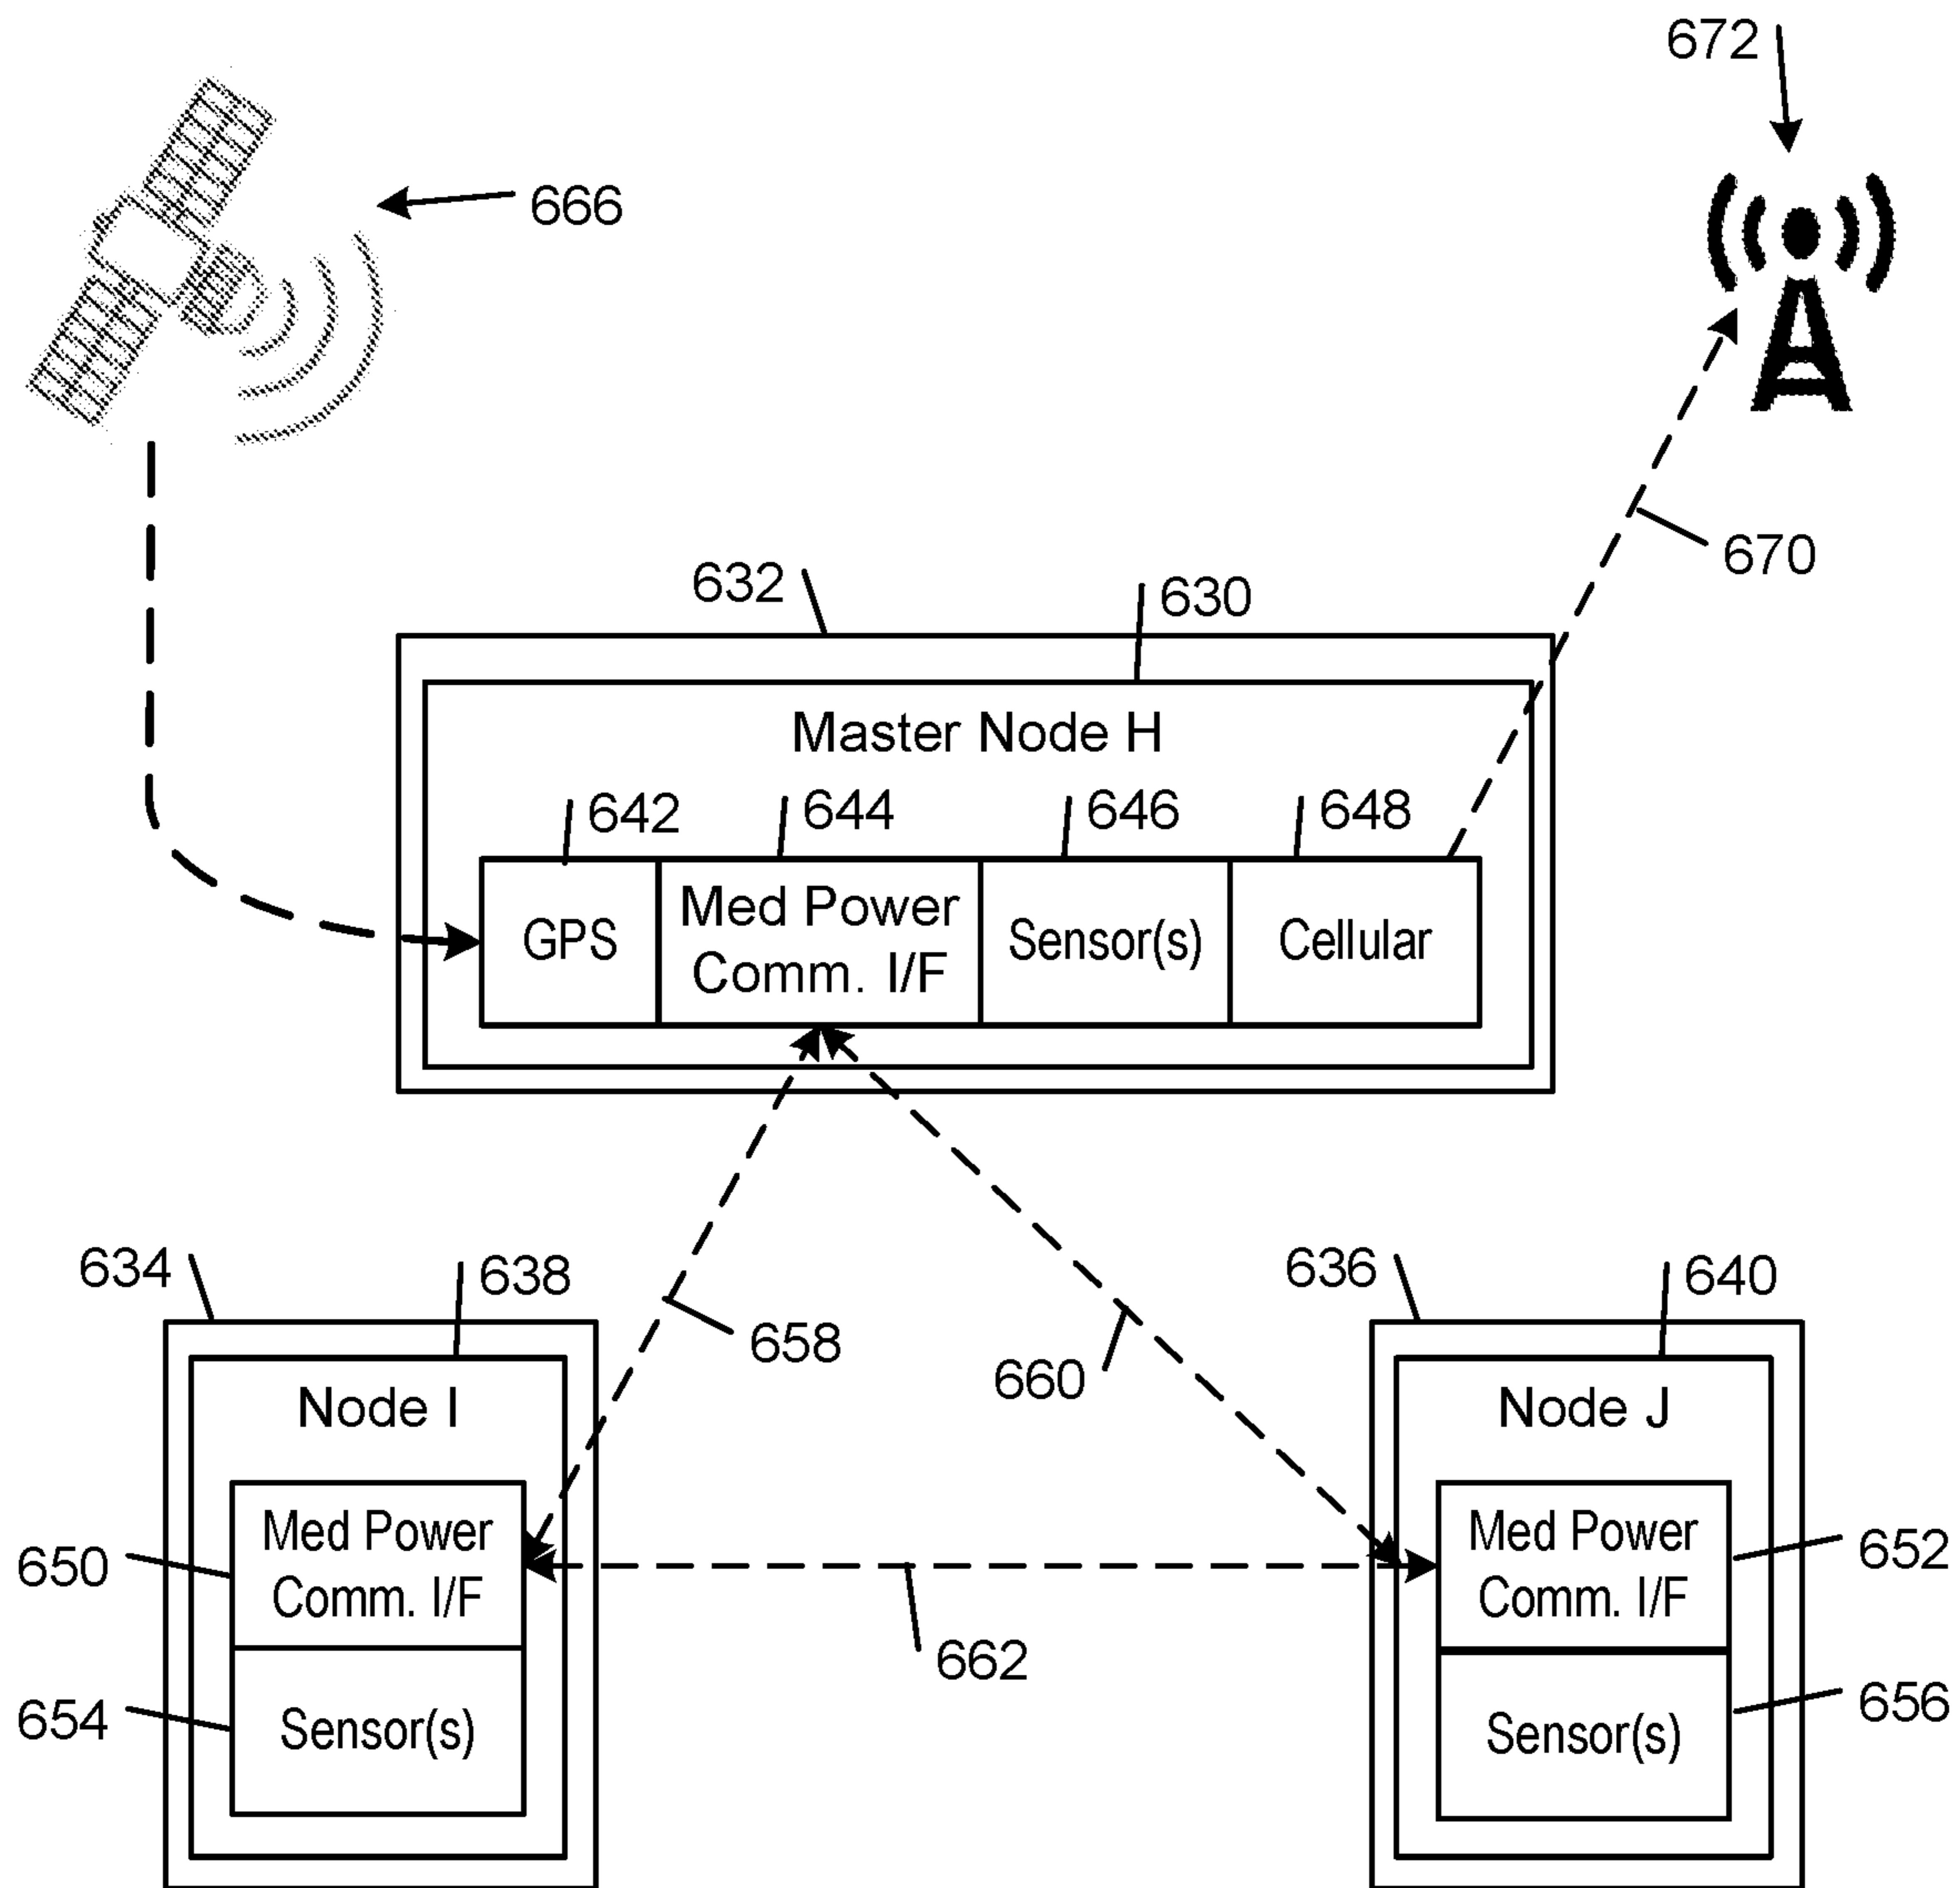 672
666
670
632
630
Master Node H
642
644
646
648
GPS
Med Power
Comm. I/F
Sensor(s)
Cellular
634
638
658
660
636
640
Node I
Node J
Med Power
Comm. I/F
Med Power
Comm. I/F
650
652
662
654
Sensor(s)
Sensor(s)
656